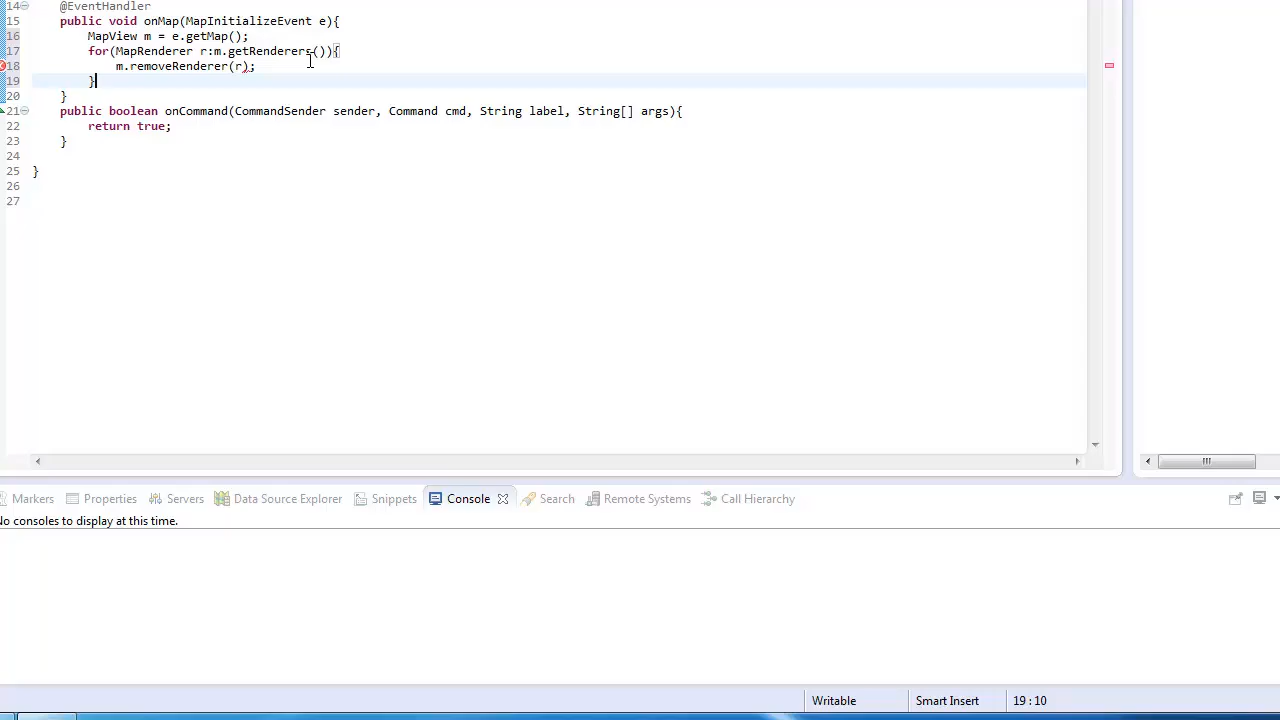 14 @EventHandler
15 public void onMap(MapInitializeEvent e){
16 MapView m = e.getMap();
17 for(MapRenderer r:m.getRenderers()){
18 m.removeRenderer(r);
19 }
20 }
21 public boolean onCommand(CommandSender sender, Command cmd, String label, String[] args){
22 return true;
23 }
24
25 }
26
27
Markers Properties Servers Data Source Explorer Snippets Console Search Remote Systems Call Hierarchy
No consoles to display at this time.
Writable Smart Insert 19 : 10